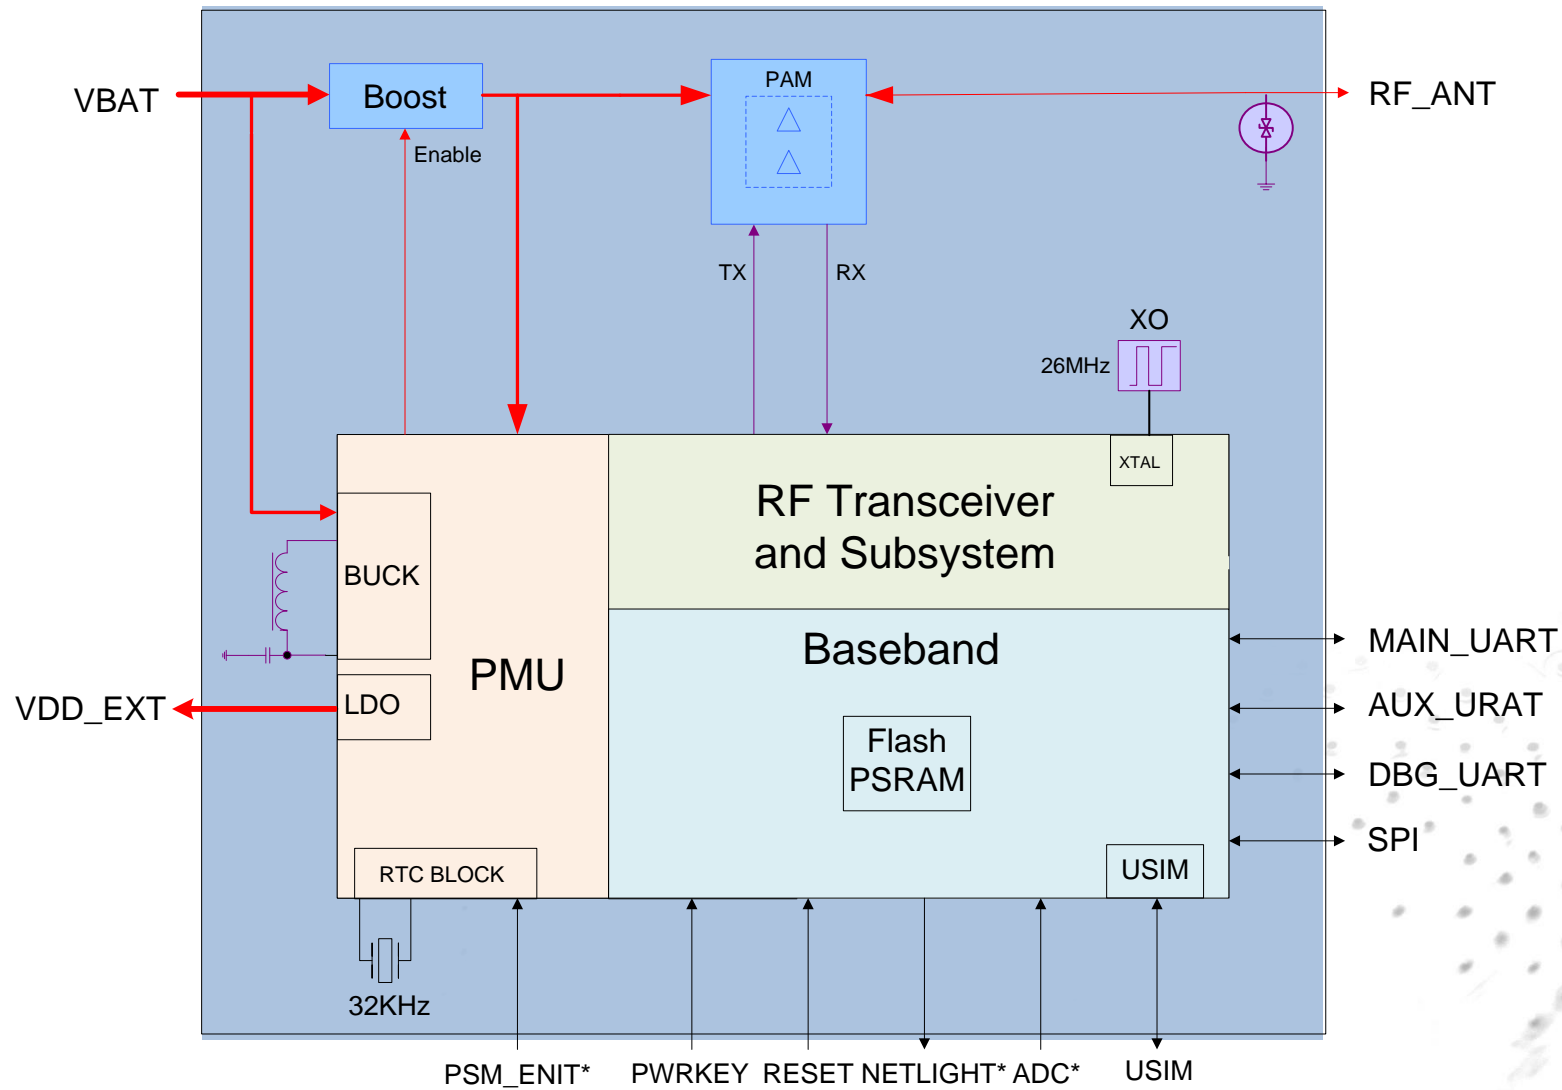 VBAT
Boost
PAM
RF_ANT
Enable
TX
RX
XO
26MHz
XTAL
RF Transceiver
and Subsystem
BUCK
Baseband
MAIN_UART
PMU
VDD_EXT
LDO
AUX_URAT
Flash
PSRAM
DBG_UART
SPI
RTC BLOCK
USIM
32KHz
PSM_ENIT*
PWRKEY
RESET
NETLIGHT*
ADC*
USIM